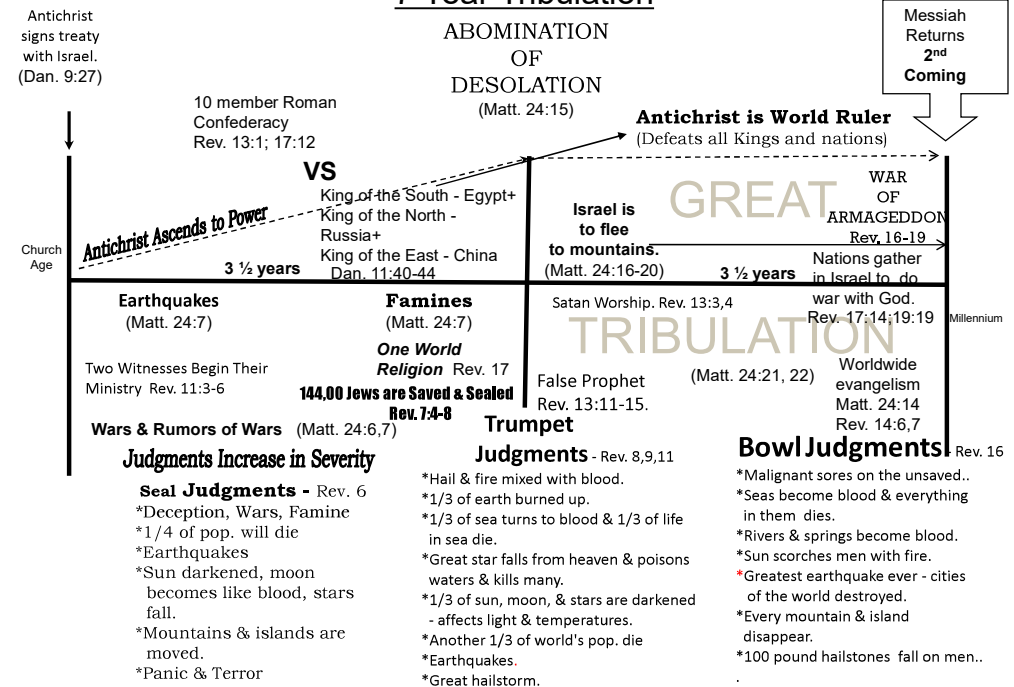 7 Year Tribulation
Antichrist
signs treaty
with Israel.
(Dan. 9:27)
ABOMINATION
OF
DESOLATION
(Matt. 24:15)
Messiah
Returns
2nd
Coming
10 member Roman
Confederacy
Rev. 13:1; 17:12
Antichrist is World Ruler
(Defeats all Kings and nations)
VS
King of the South - Egypt+
King of the North -
Russia+
King of the East - China
Dan. 11:40-44
Antichrist Ascends to Power
3 ½ years
Church
Age
Israel is
to flee
to mountains.
(Matt. 24:16-20)
GREAT
3 ½ years
WAR
OF
ARMAGEDDON
Rev. 16-19
Nations gather
in Israel to  do
war with God.
Rev. 17:14;19:19
Millennium
Earthquakes
(Matt. 24:7)
Famines
(Matt. 24:7)
Satan Worship. Rev. 13:3,4
TRIBULATION
One World
Religion Rev. 17
Two Witnesses Begin Their
Ministry Rev. 11:3-6
144,00 Jews are Saved & Sealed
Rev. 7:4-8
False Prophet
Rev. 13:11-15.
(Matt. 24:21, 22)
Worldwide
evangelism
Matt. 24:14
Rev. 14:6,7
Wars & Rumors of Wars (Matt. 24:6,7)
Judgments Increase in Severity
Seal Judgments - Rev. 6
*Deception, Wars, Famine
*1/4 of pop. will die
*Earthquakes
*Sun darkened, moon
becomes like blood, stars
fall.
*Mountains & islands are
moved.
*Panic & Terror
Trumpet
Judgments - Rev. 8,9,11
*Hail & fire mixed with blood.
*1/3 of earth burned up.
*1/3 of sea turns to blood & 1/3 of life
in sea die.
*Great star falls from heaven & poisons
waters & kills many.
*1/3 of sun, moon, & stars are darkened
- affects light & temperatures.
*Another 1/3 of world's pop. die
*Earthquakes.
*Great hailstorm.
Bowl Judgments - Rev. 16
*Malignant sores on the unsaved..
*Seas become blood & everything
in them  dies.
*Rivers & springs become blood.
*Sun scorches men with fire.
*Greatest earthquake ever - cities
of the world destroyed.
*Every mountain & island
disappear.
*100 pound hailstones  fall on men..
.